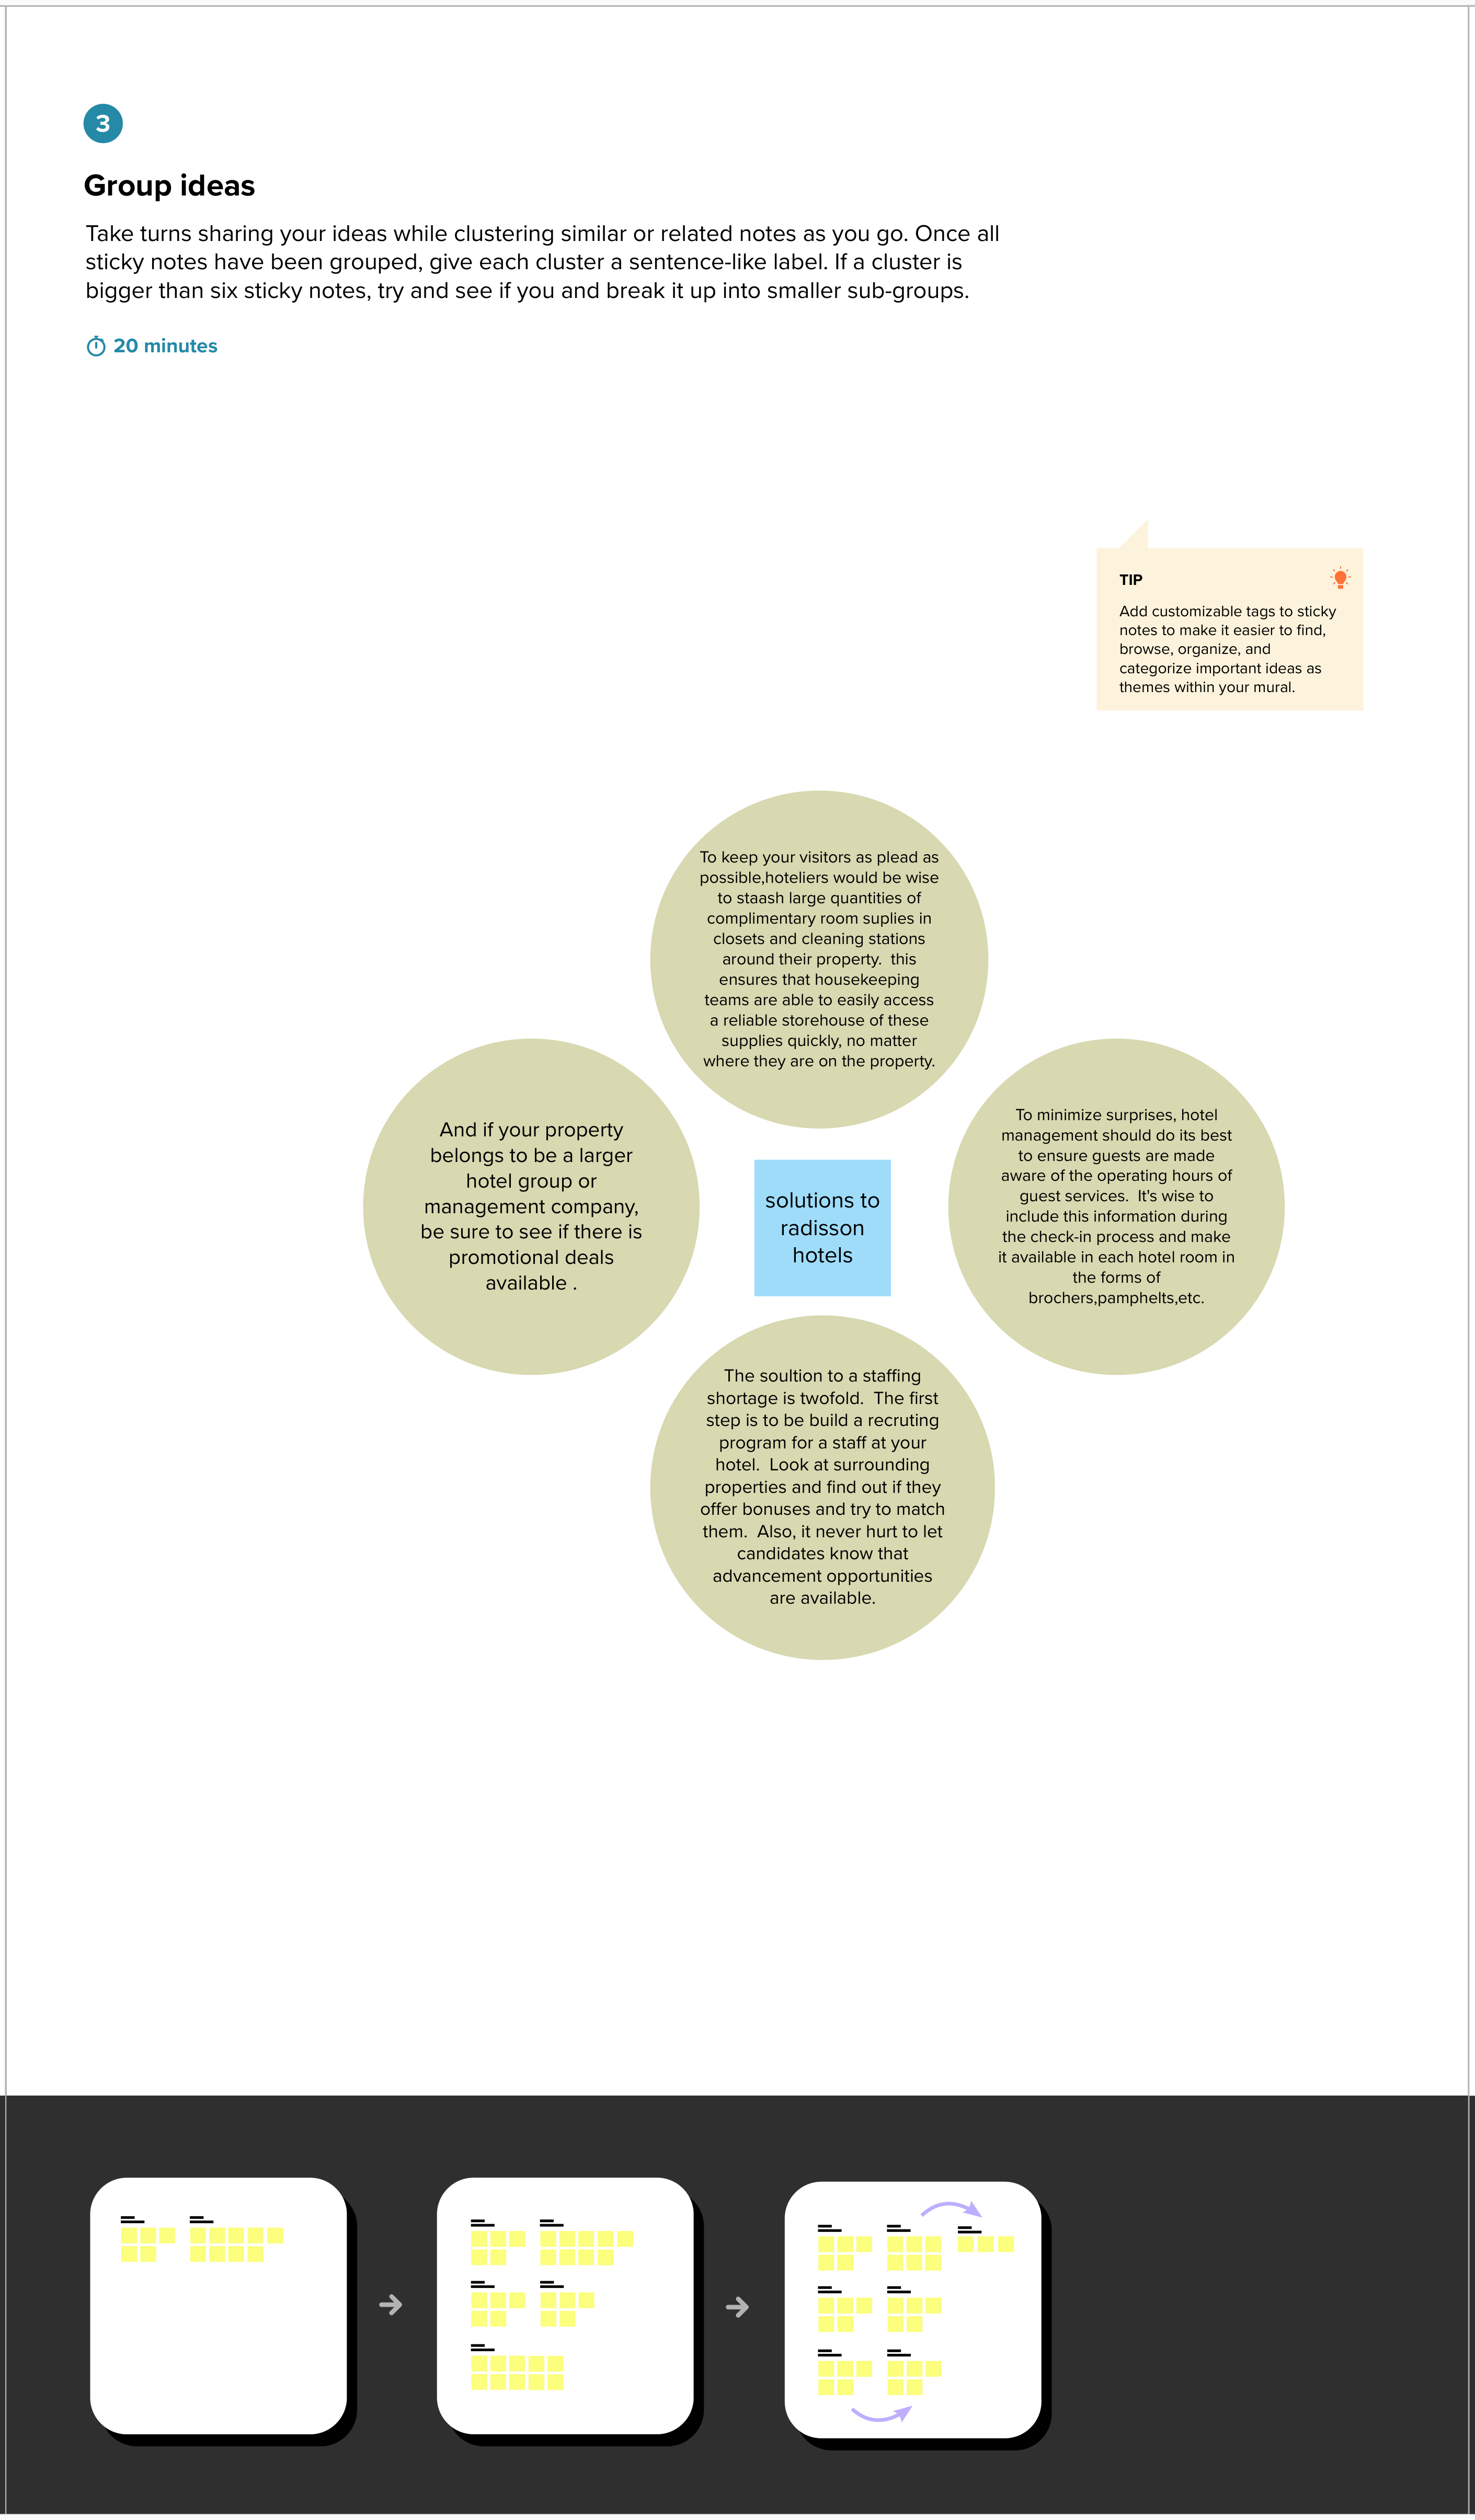 3
Group ideas
Take turns sharing your ideas while clustering similar or related notes as you go. Once all
sticky notes have been grouped, give each cluster a sentence-like label. If a cluster is
bigger than six sticky notes, try and see if you and break it up into smaller sub-groups.
20 minutes
TIP
Add customizable tags to sticky
notes to make it easier to find,
browse, organize, and
categorize important ideas as
themes within your mural.
To keep your visitors as plead as
possible,hoteliers would be wise
to staash large quantities of
complimentary room suplies in
closets and cleaning stations
around their property.  this
ensures that housekeeping
teams are able to easily access
a reliable storehouse of these
supplies quickly, no matter
where they are on the property.
And if your property
belongs to be a larger
hotel group or
management company,
be sure to see if there is
promotional deals
available .
solutions to
radisson
hotels
To minimize surprises, hotel
management should do its best
to ensure guests are made
aware of the operating hours of
guest services.  It's wise to
include this information during
the check-in process and make
it available in each hotel room in
the forms of
brochers,pamphelts,etc.
The soultion to a staffing
shortage is twofold.  The first
step is to be build a recruting
program for a staff at your
hotel.  Look at surrounding
properties and find out if they
offer bonuses and try to match
them.  Also, it never hurt to let
candidates know that
advancement opportunities
are available.